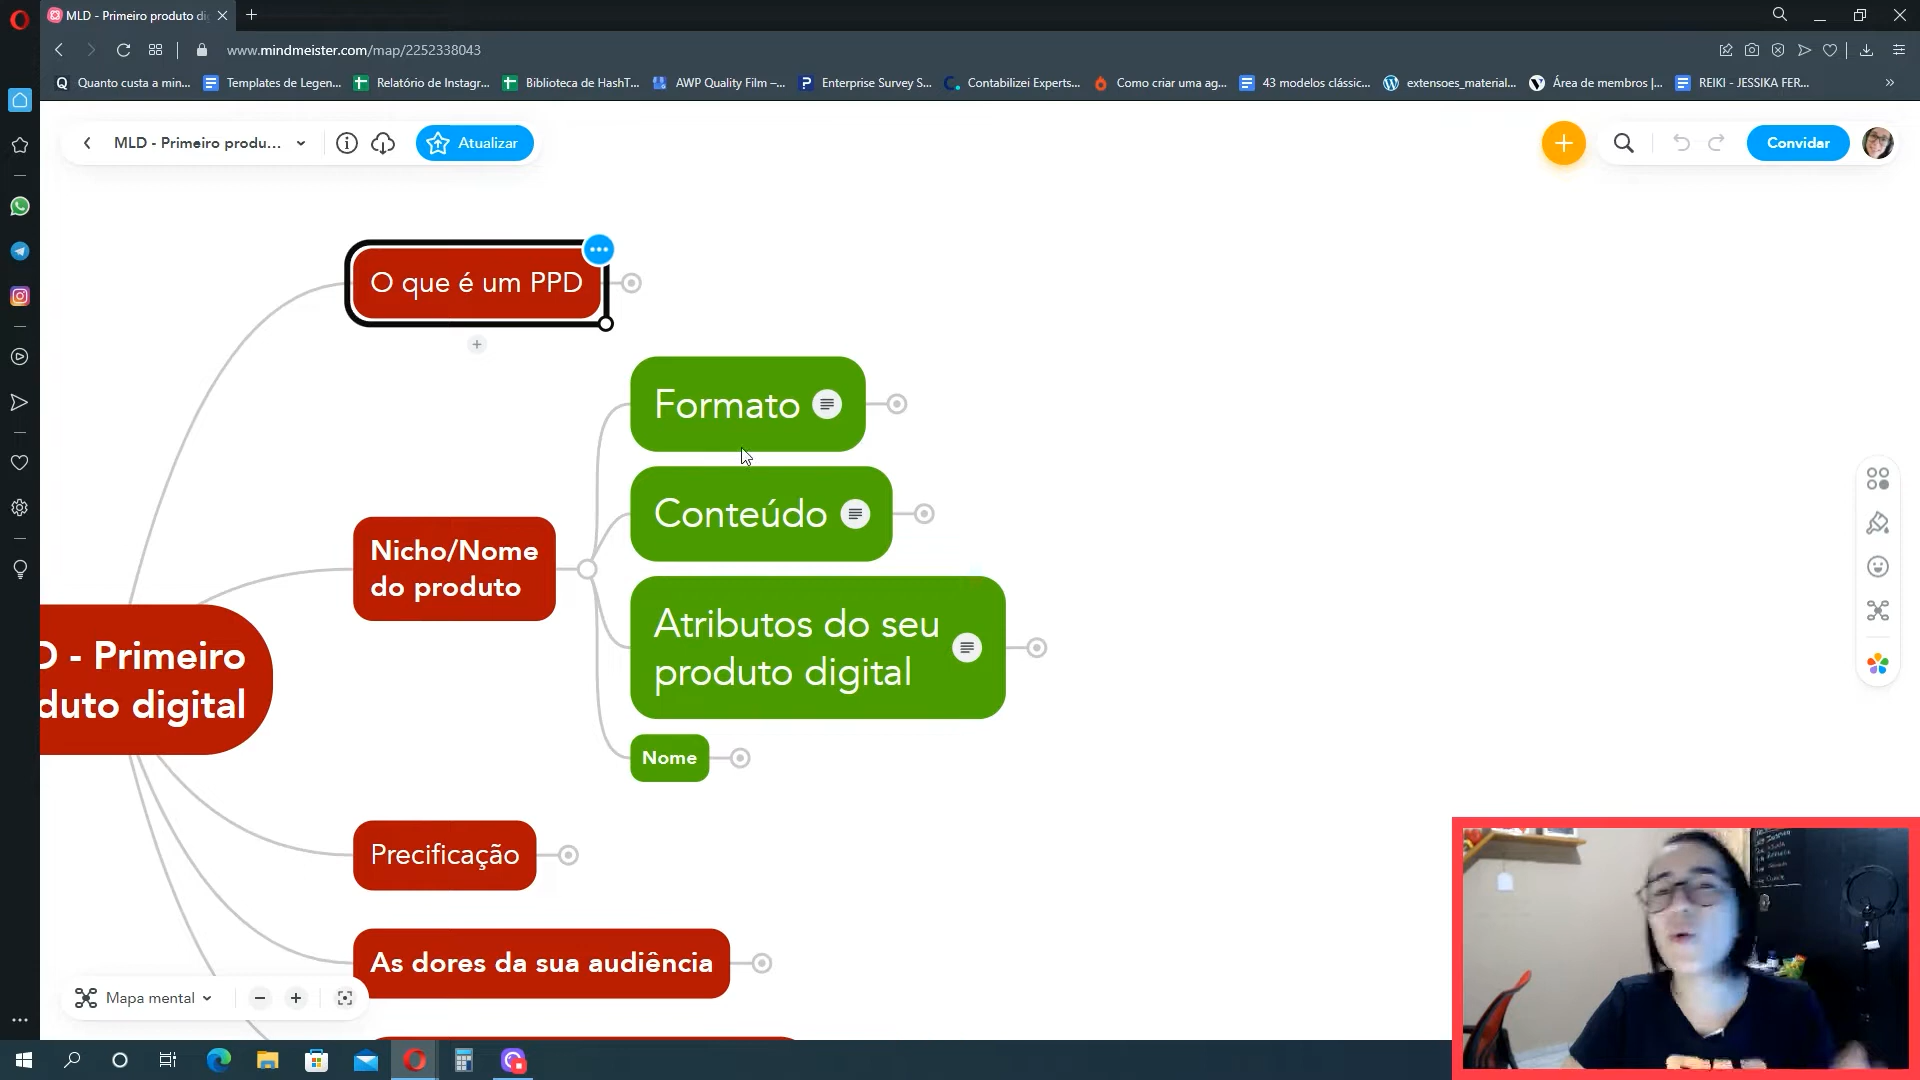 MLD - Primeiro produto di
www.mindmeister.com/map/2252338043
Quanto custa a min...
Templates de Legen...
Relatório de Instagr...
Biblioteca de HashT...
AWP Quality Film –...
Enterprise Survey S...
Contabilizei Experts...
Como criar uma ag...
43 modelos clássic...
extensoes_material...
Área de membros |...
REIKI - JESSIKA FER...
MLD - Primeiro produ...
Atualizar
Convidar
O que é um PPD
Formato
Conteúdo
Nicho/Nome
do produto
Atributos do seu
produto digital
D - Primeiro
duto digital
Nome
Precificação
As dores da sua audiência
Mapa mental